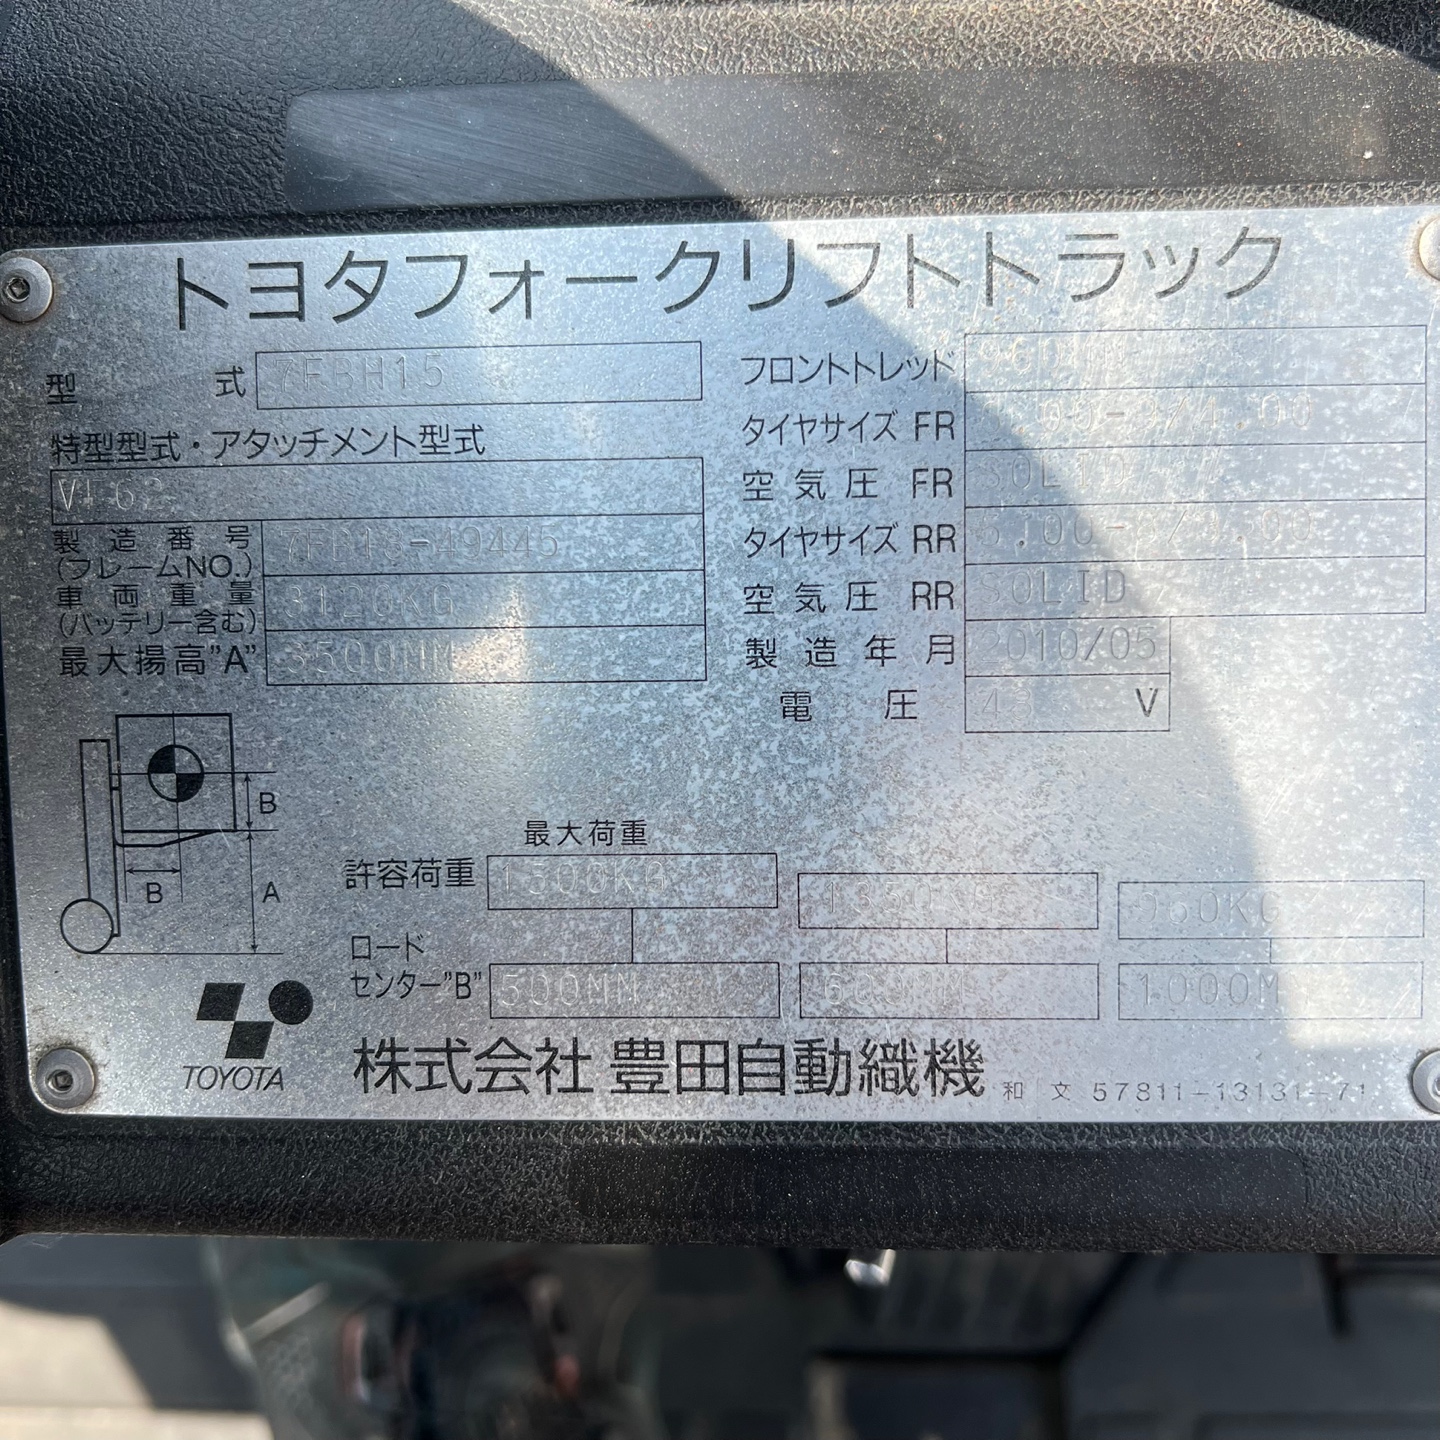 トヨタフォークリフトトラック
型 式 7FBH15
特型型式・アタッチメント型式
製造番号
(フレームNO.) 7FB18-49445
車両重量
(バッテリー含む) 3120KG
最大揚高"A" 3500MM
フロントトレッド
タイヤサイズ FR
空気圧 FR SOLID
タイヤサイズ RR
空気圧 RR SOLID
製造年月 2010/05
電 圧 48 V
B
B
A
最大荷重
許容荷重 1500KG 1350KG 960KG
ロード
センター"B" 500MM 600MM 1000MM
TOYOTA
株式会社 豊田自動織機
和 文 57811-13131-71